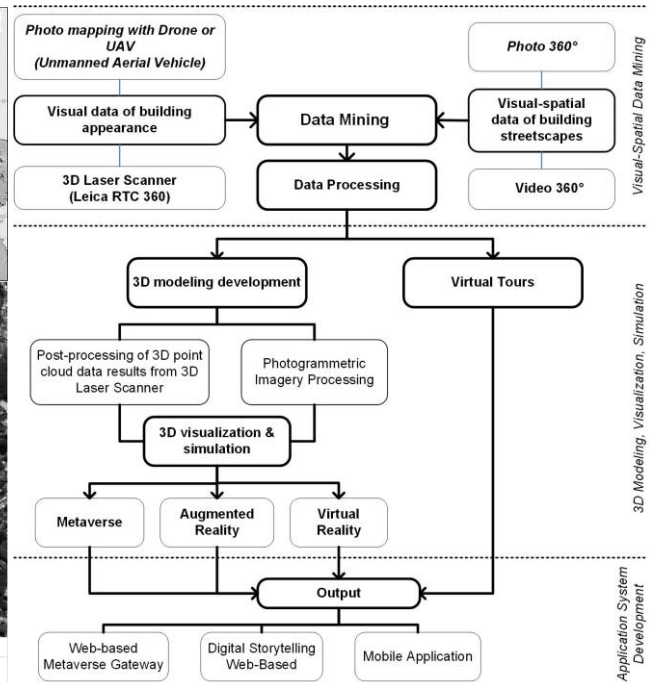 Photo mapping with Drone or
UAV
(Unmanned Aerial Vehicle)
Visual data of building
appearance
3D Laser Scanner
(Leica RTC 360)
Data Mining
Data Processing
Photo 360°
Visual-spatial
data of building
streetscapes
Video 360°
Visual-Spatial Data Mining
3D modeling development
Virtual Tours
Post-processing of 3D point
cloud data results from 3D
Laser Scanner
Photogrammetric
Imagery Processing
3D visualization &
simulation
Metaverse
Augmented
Reality
Virtual
Reality
3D Modeling, Visualization, Simulation
Output
Web-based
Metaverse Gateway
Digital Storytelling
Web-Based
Mobile Application
Application System
Development